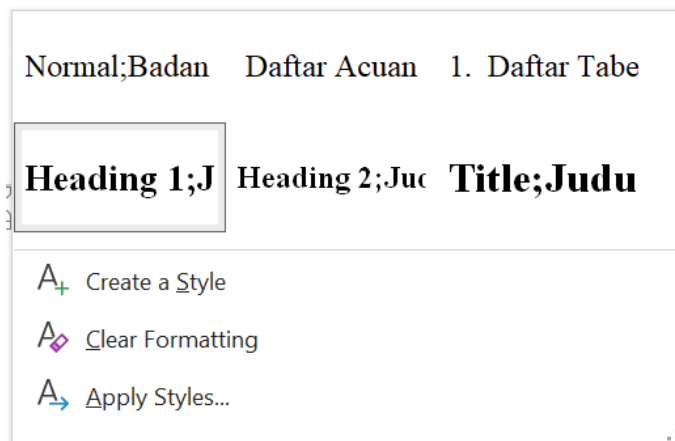 Normal;Badan Daftar Acuan 1. Daftar Tabe
Heading 1;J Heading 2;Juc Title;Judu
Create a Style
Clear Formatting
Apply Styles...